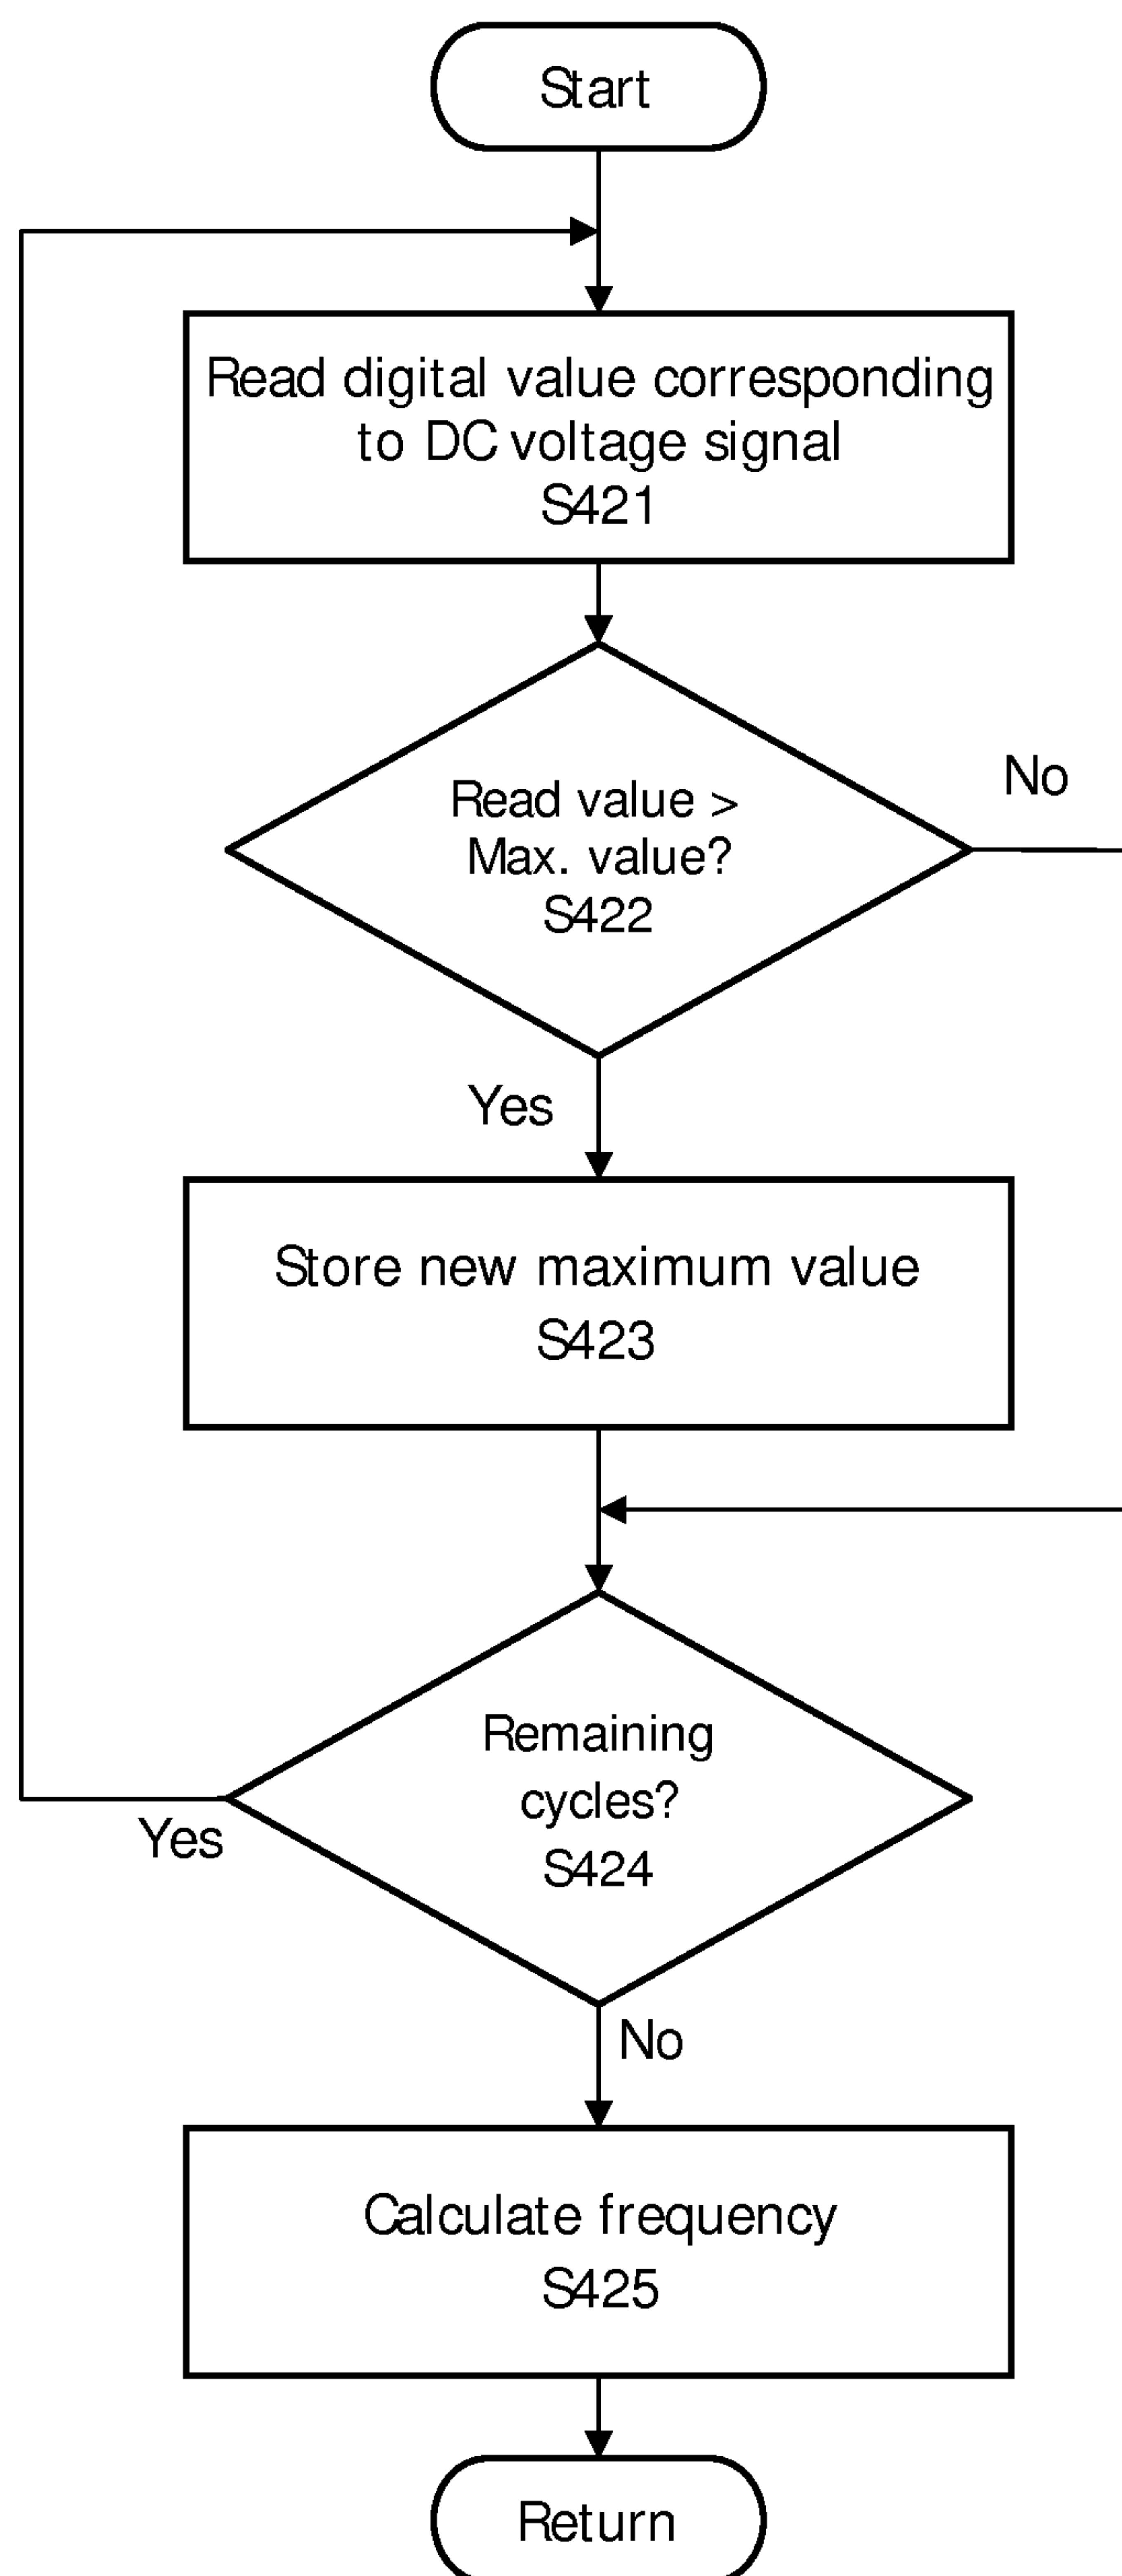 Start
Read digital value corresponding
to DC voltage signal
S421
No
Read value >
Max. value?
S422
Yes
Store new maximum value
S423
Remaining
cycles?
S424
Yes
No
Calculate frequency
S425
Return